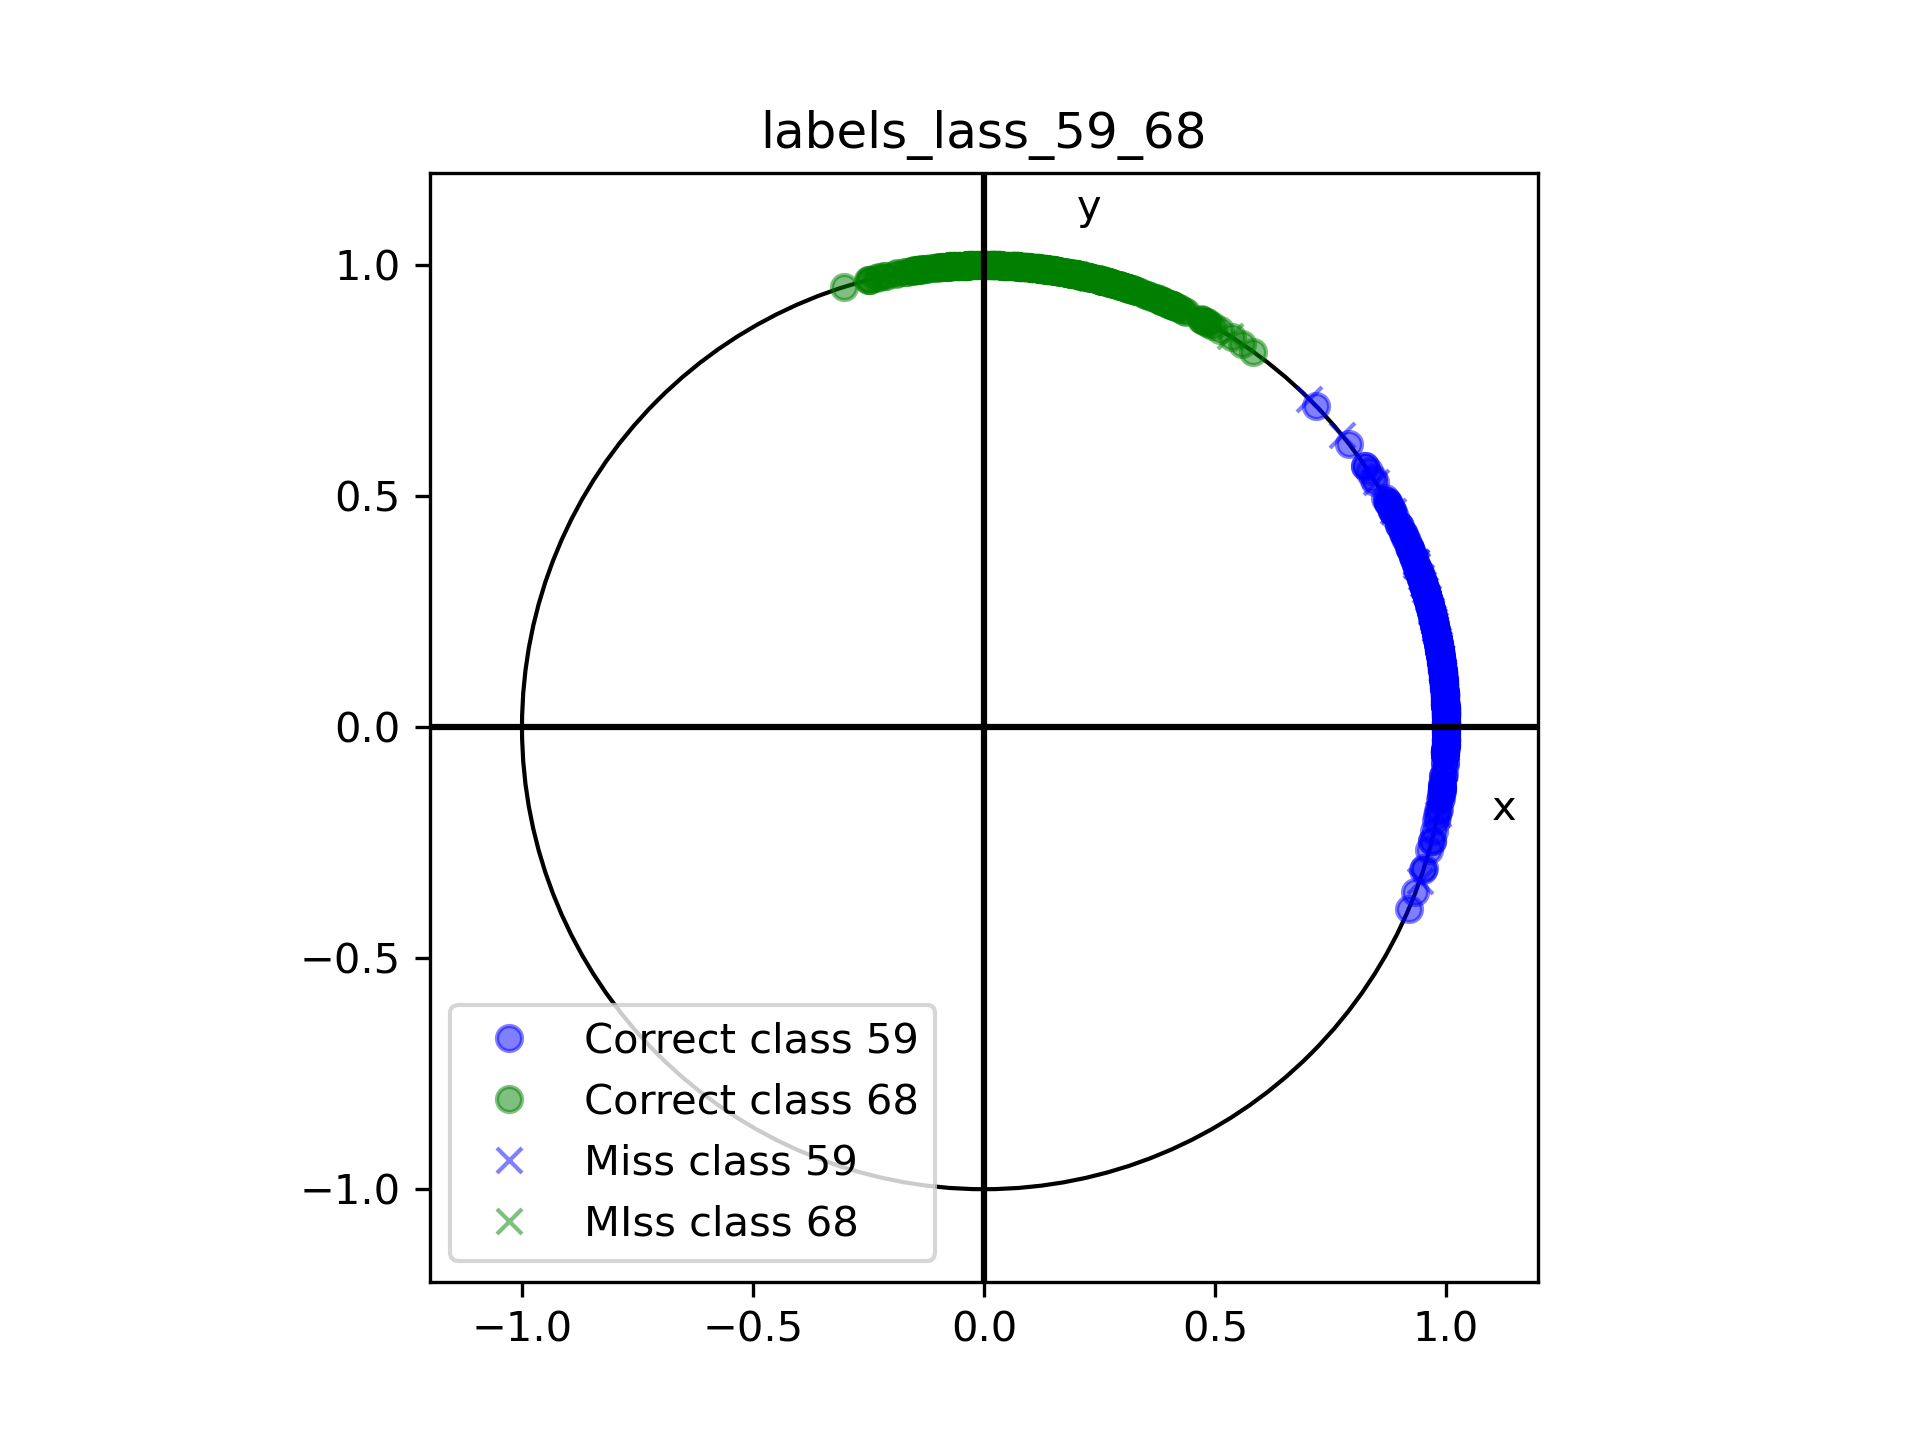 labels_lass_59_68
y
1.0
0.5
0.0
−0.5
−1.0
x
Correct class 59
Correct class 68
Miss class 59
MIss class 68
−1.0 −0.5 0.0 0.5 1.0